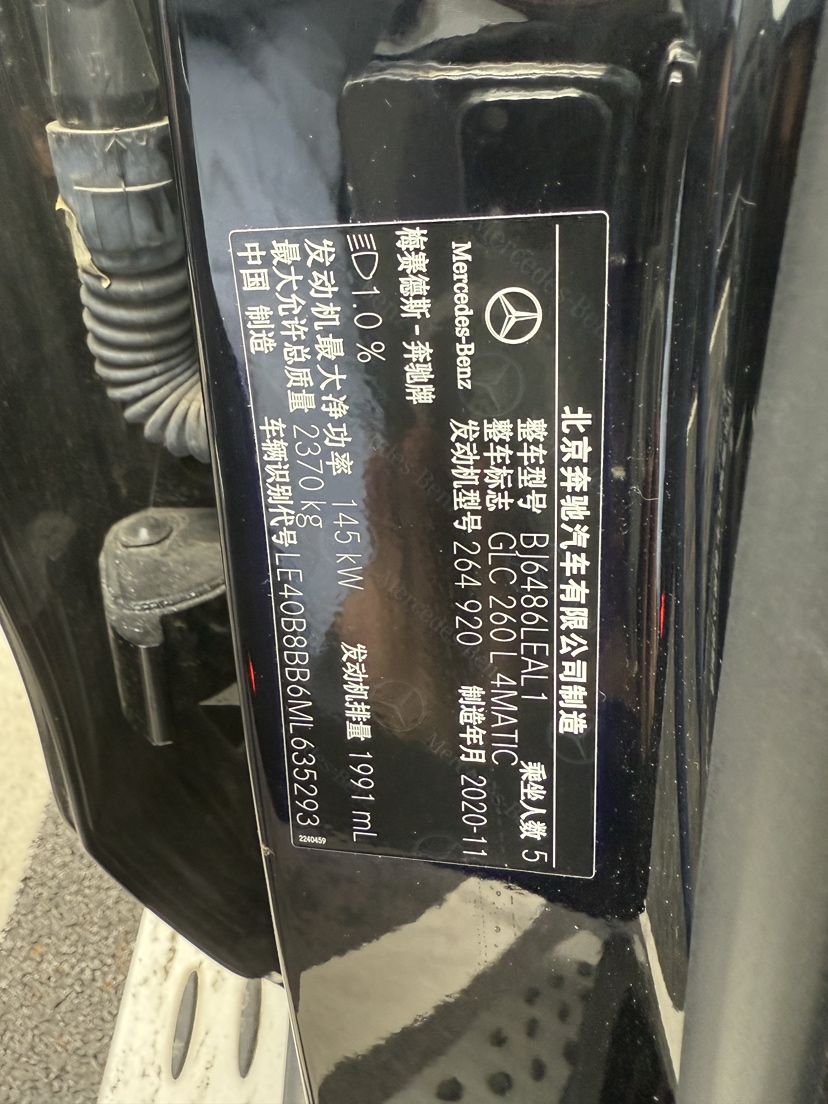 北京奔驰汽车有限公司制造
整车型号 BJ6486LEAL1 乘坐人数 5
整车标志 GLC 260 L 4MATIC
Mercedes-Benz 发动机型号 264 920 制造年月 2020-11
梅赛德斯-奔驰牌
1.0 % 发动机排量 1991 mL
发动机最大净功率 145 kW
最大允许总质量 2370 kg
中国 制造 车辆识别代号 LE40B8BB6ML635293
2240459